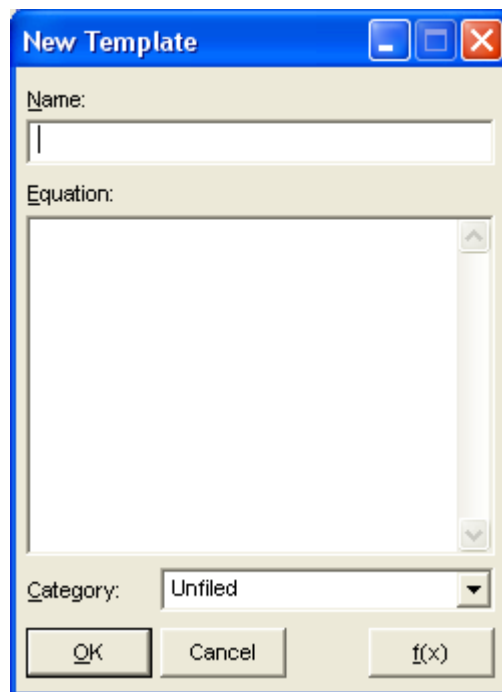 New Template
Name:
Equation:
Category: Unfiled
OK Cancel f(x)